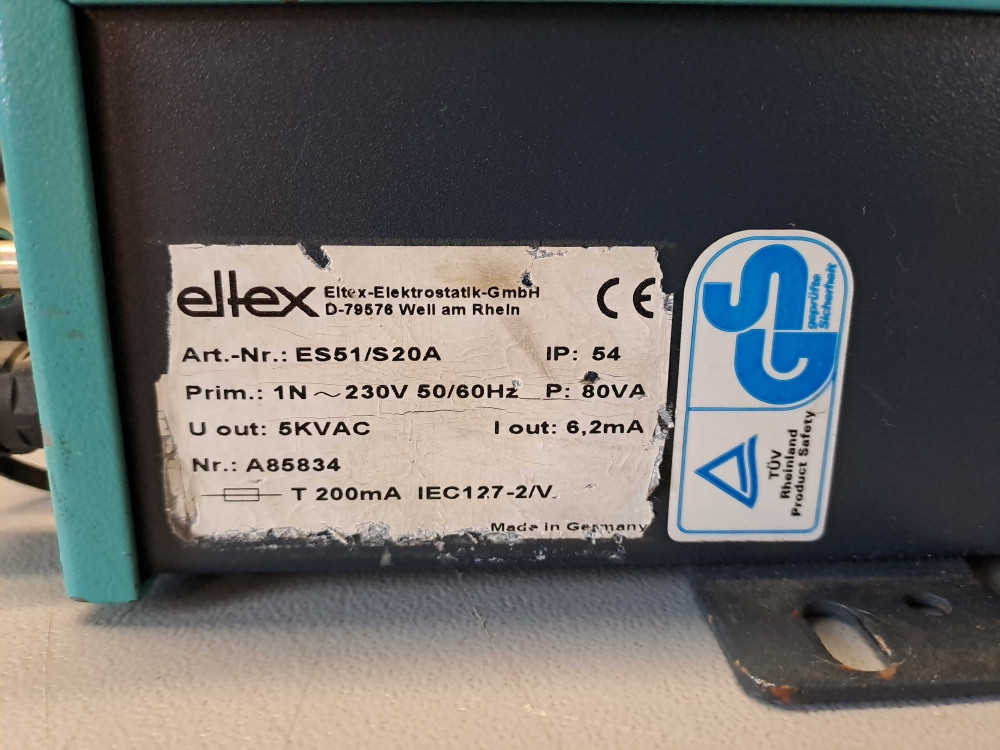 eltex
Eltex-Elektrostatik-GmbH
D-79576 Weil am Rhein
CE
Art.-Nr.: ES51/S20A IP: 54
Prim.: 1N ~ 230V 50/60Hz P: 80VA
U out: 5KVAC I out: 6,2mA
Nr.: A85834
T 200mA IEC127-2/V
Made in Germany
GS
geprüfte
Sicherheit
TÜV
Rheinland
Product Safety